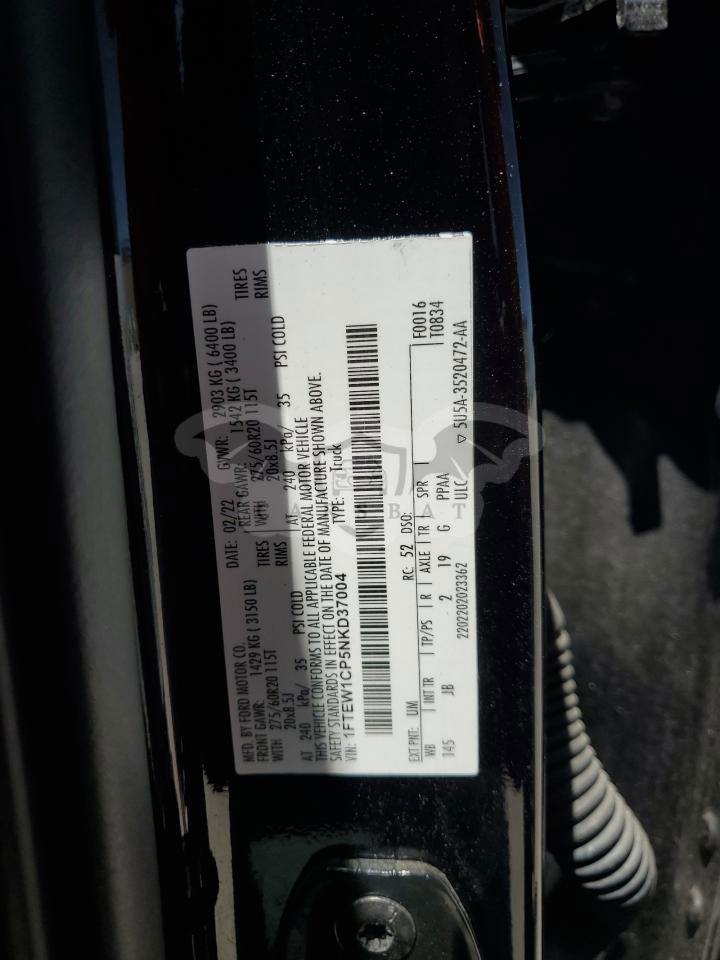 MFD. BY FORD MOTOR CO. DATE: 02/22 GVWR: 2903 KG ( 6400 LB)
FRONT GAWR: 1429 KG ( 3150 LB) REAR GAWR: 1542 KG ( 3400 LB)
WITH 275/60R20 115T TIRES WITH 275/60R20 115T TIRES
20x8.5J RIMS 20x8.5J RIMS
AT 240 kPa/ 35 PSI COLD AT 240 kPa/ 35 PSI COLD
THIS VEHICLE CONFORMS TO ALL APPLICABLE FEDERAL MOTOR VEHICLE
SAFETY STANDARDS IN EFFECT ON THE DATE OF MANUFACTURE SHOWN ABOVE.
VIN: 1FTEW1CP5NKD37004 TYPE: Truck
EXT PNT: UM RC: 52 DSO: F0016
WB INT TR TP/PS R AXLE TR SPR T0834
145 JB 2 19 G PPAA
2202202023362 ULC 5U5A-3520472-AA